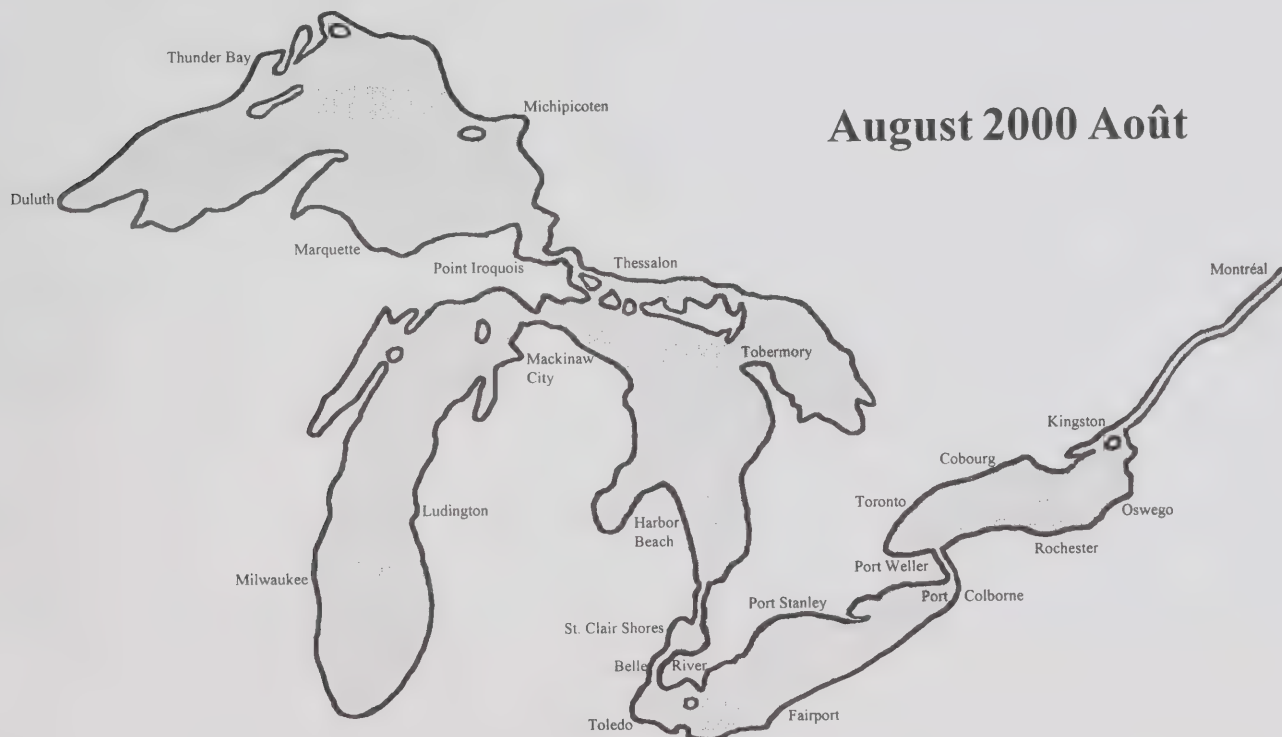 Thunder Bay
Michipicoten
August 2000 Août
Duluth
Marquette
Point Iroquois
Thessalon
Montréal
Mackinaw
City
Tobermory
Kingston
Cobourg
Toronto
Ludington
Harbor
Beach
Oswego
Rochester
Milwaukee
Port Weller
Port Colborne
Port Stanley
St. Clair Shores
Belle River
Toledo
Fairport